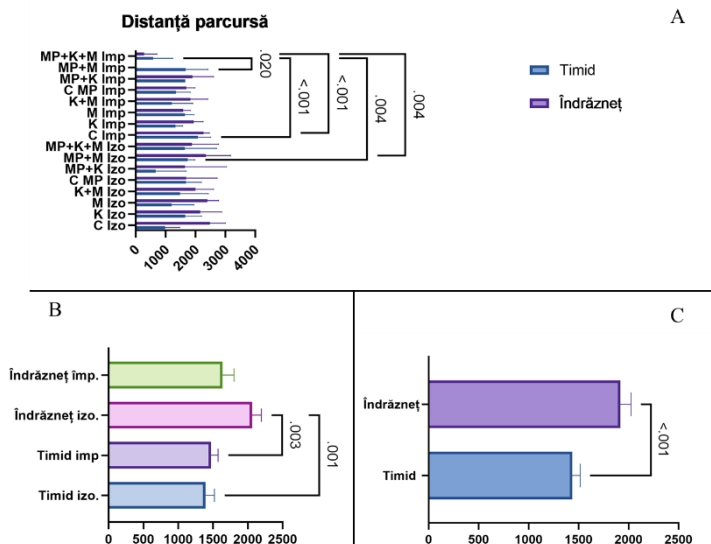 Distanță parcursă
A
MP+K+M Imp
MP+M Imp
MP+K Imp
C MP Imp
K+M Imp
M Imp
K Imp
C Imp
MP+K+M Izo
MP+M Izo
MP+K Izo
C MP Izo
K+M Izo
M Izo
K Izo
C Izo
0 1000 2000 3000 4000
.020
<.001
<.001
.004
.004
Timid
Îndrăzneț
B
Îndrăzneț împ.
Îndrăzneț izo.
Timid imp
Timid izo.
0 500 1000 1500 2000 2500
.003
.001
C
Îndrăzneț
Timid
0 500 1000 1500 2000 2500
<.001